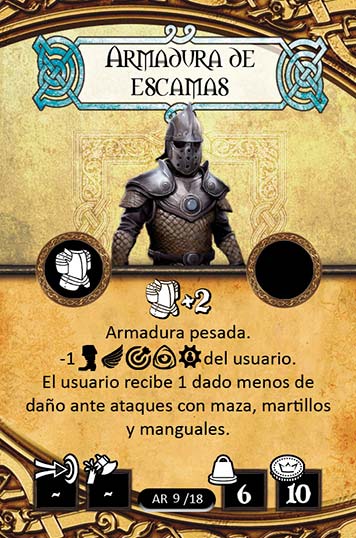 ARMADURA DE
ESCAMAS
+2
Armadura pesada.
-1 del usuario.
El usuario recibe 1 dado menos de
daño ante ataques con maza, martillos
y manguales.
~ ~ AR 9 /18 6 10